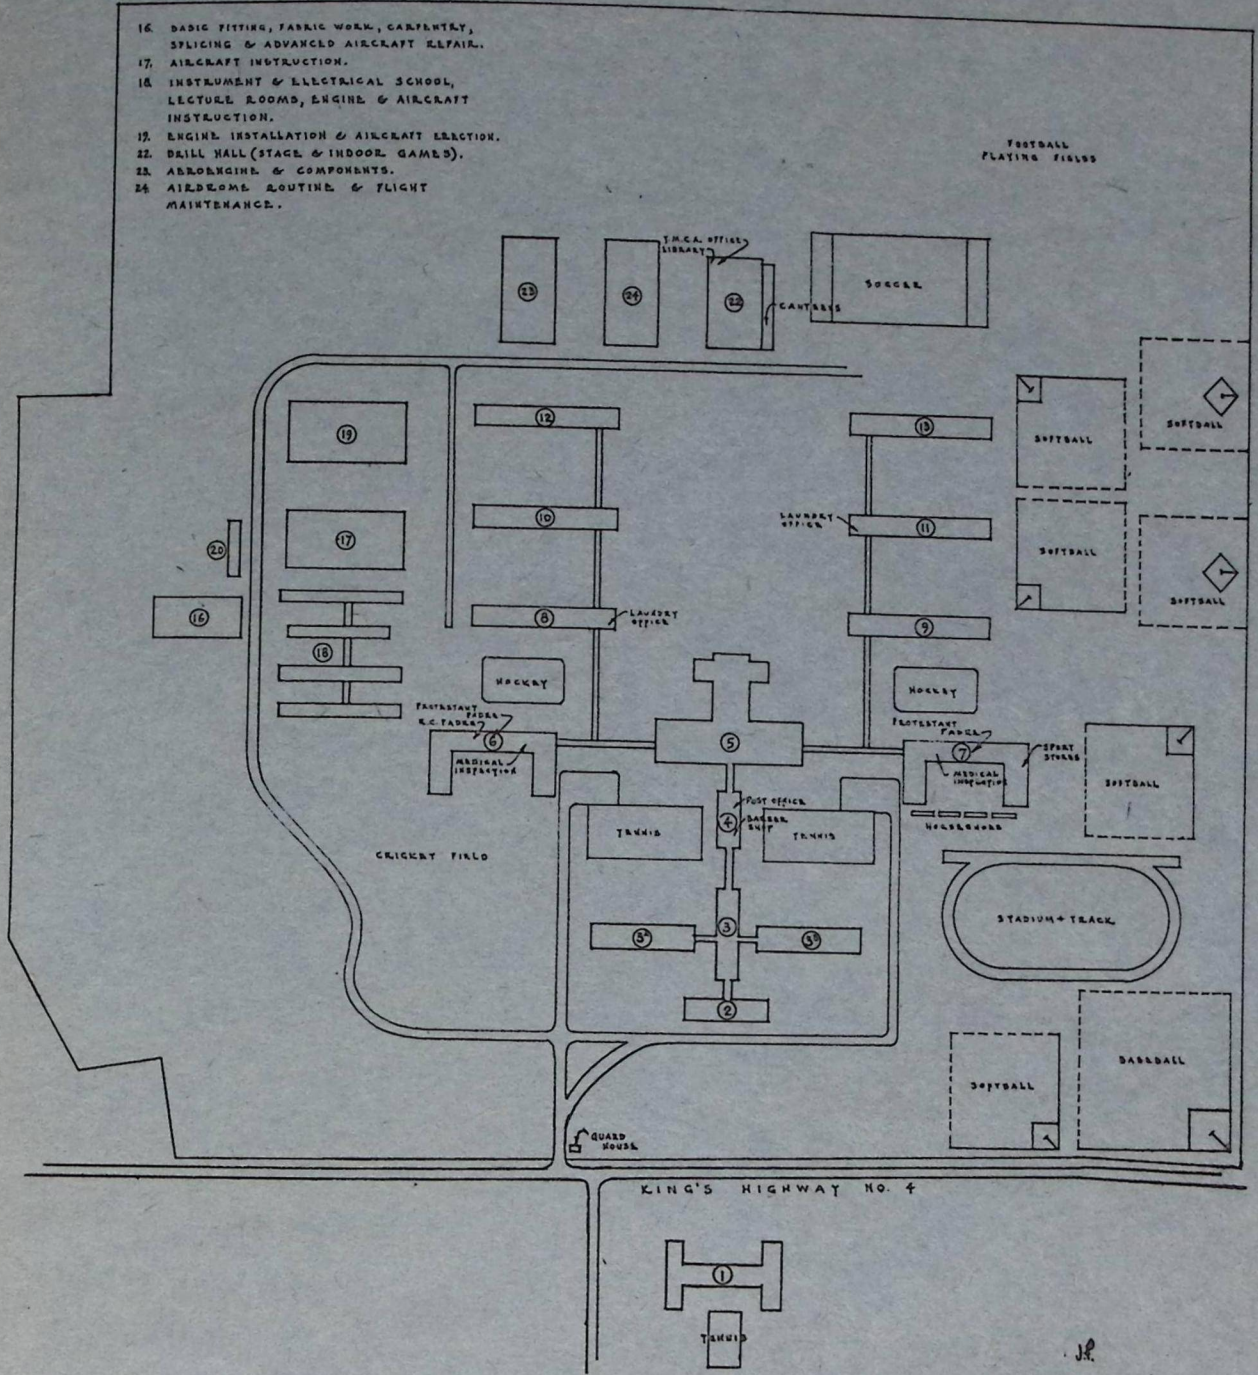 16. BASIC FITTING, FABRIC WORK, CARPENTRY,
SPLICING & ADVANCED AIRCRAFT REPAIR.
17. AIRCRAFT INSTRUCTION.
18. INSTRUMENT & ELECTRICAL SCHOOL,
LECTURE ROOMS, ENGINE & AIRCRAFT
INSTRUCTION.
19. ENGINE INSTALLATION & AIRCRAFT ERECTION.
22. DRILL HALL (STAGE & INDOOR GAMES).
23. AEROENGINE & COMPONENTS.
24. AIRDROME ROUTINE & FLIGHT
MAINTENANCE.
FOOTBALL
PLAYING FIELDS
Y.M.C.A. OFFICE
LIBRARY
23
24
22
CANTEENS
SOCCER
19
12
13
SOFTBALL
SOFTBALL
20
17
10
LAUNDRY
OFFICE
11
SOFTBALL
SOFTBALL
16
18
8
LAUNDRY
OFFICE
9
HOCKEY
HOCKEY
PROTESTANT
PADRE
R.C. PADRE
6
MEDICAL
INSPECTION
5
PROTESTANT
PADRE
7
MEDICAL
INSPECTION
SPORT
STORES
SOFTBALL
TENNIS
4
POST OFFICE
BARBER
SHOP
TENNIS
HORSESHOES
CRICKET FIELD
STADIUM + TRACK
3A
3
3B
2
SOFTBALL
BASEBALL
GUARD
HOUSE
KING'S HIGHWAY NO. 4
1
TENNIS
J.P.